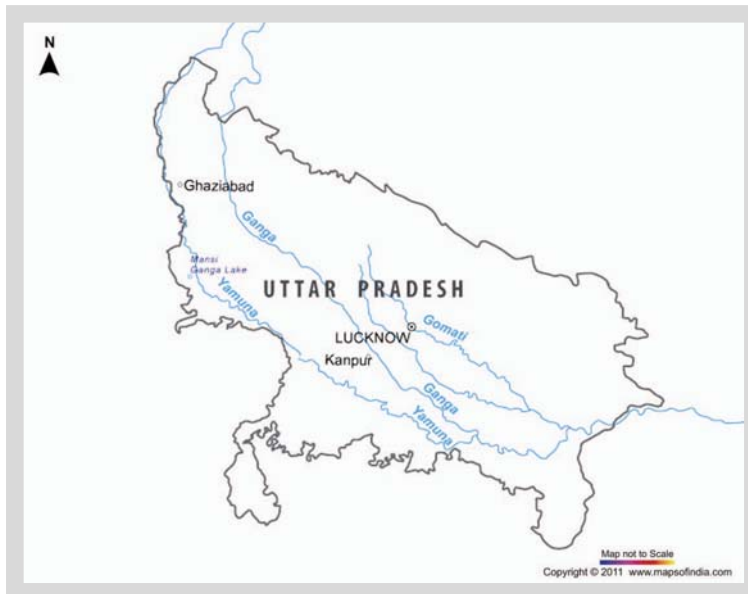 N
Ghaziabad
Ganga
Mansi
Ganga Lake
UTTAR PRADESH
Yamuna
Gomati
LUCKNOW
Kanpur
Ganga
Yamuna
Map not to Scale
Copyright © 2011 www.mapsofindia.com